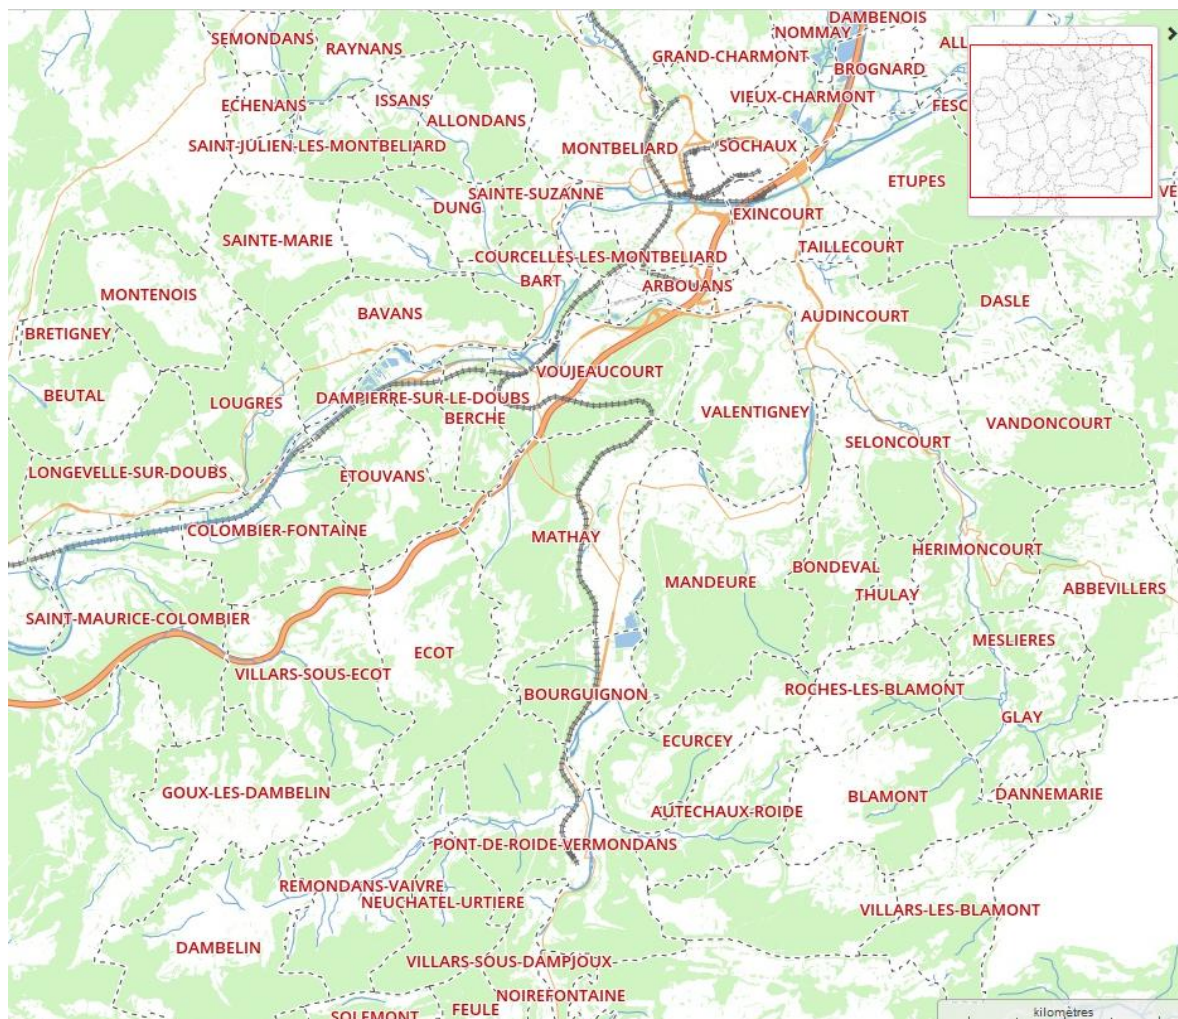 DAMBENOIS
NOMMAY
SEMONDANS
RAYNANS
ALL
GRAND-CHARMONT
BROGNARD
VIEUX-CHARMONT
ECHENANS
ISSANS
FESC
ALLONDANS
SAINT-JULIEN-LES-MONTBELIARD
MONTBELIARD
SOCHAUX
ETUPES
VÉ
SAINTE-SUZANNE
DUNG
EXINCOURT
SAINTE-MARIE
TAILLECOURT
COURCELLES-LES-MONTBELIARD
BART
ARBOUANS
MONTENOIS
DASLE
BAVANS
AUDINCOURT
BRETIGNEY
VOUJEAUCOURT
BEUTAL
DAMPIERRE-SUR-LE-DOUBS
LOUGRES
BERCHE
VALENTIGNEY
VANDONCOURT
SELONCOURT
LONGEVELLE-SUR-DOUBS
ETOUVANS
COLOMBIER-FONTAINE
MATHAY
HERIMONCOURT
BONDEVAL
MANDEURE
ABBEVILLERS
THULAY
SAINT-MAURICE-COLOMBIER
MESLIERES
ECOT
VILLARS-SOUS-ECOT
ROCHES-LES-BLAMONT
BOURGUIGNON
GLAY
ECURCEY
GOUX-LES-DAMBELIN
BLAMONT
DANNEMARIE
AUTECHAUX-ROIDE
PONT-DE-ROIDE-VERMONDANS
REMONDANS-VAIVRE
NEUCHATEL-URTIERE
VILLARS-LES-BLAMONT
DAMBELIN
VILLARS-SOUS-DAMPJOUX
NOIREFONTAINE
FEULE
SOLEMONT
kilomètres